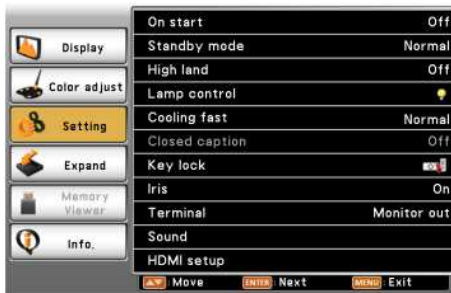 Display
Color adjust
Setting
Expand
Memory Viewer
Info.
On start Off
Standby mode Normal
High land Off
Lamp control
Cooling fast Normal
Closed caption Off
Key lock
Iris On
Terminal Monitor out
Sound
HDMI setup
▲▼ :Move ENTER :Next MENU :Exit